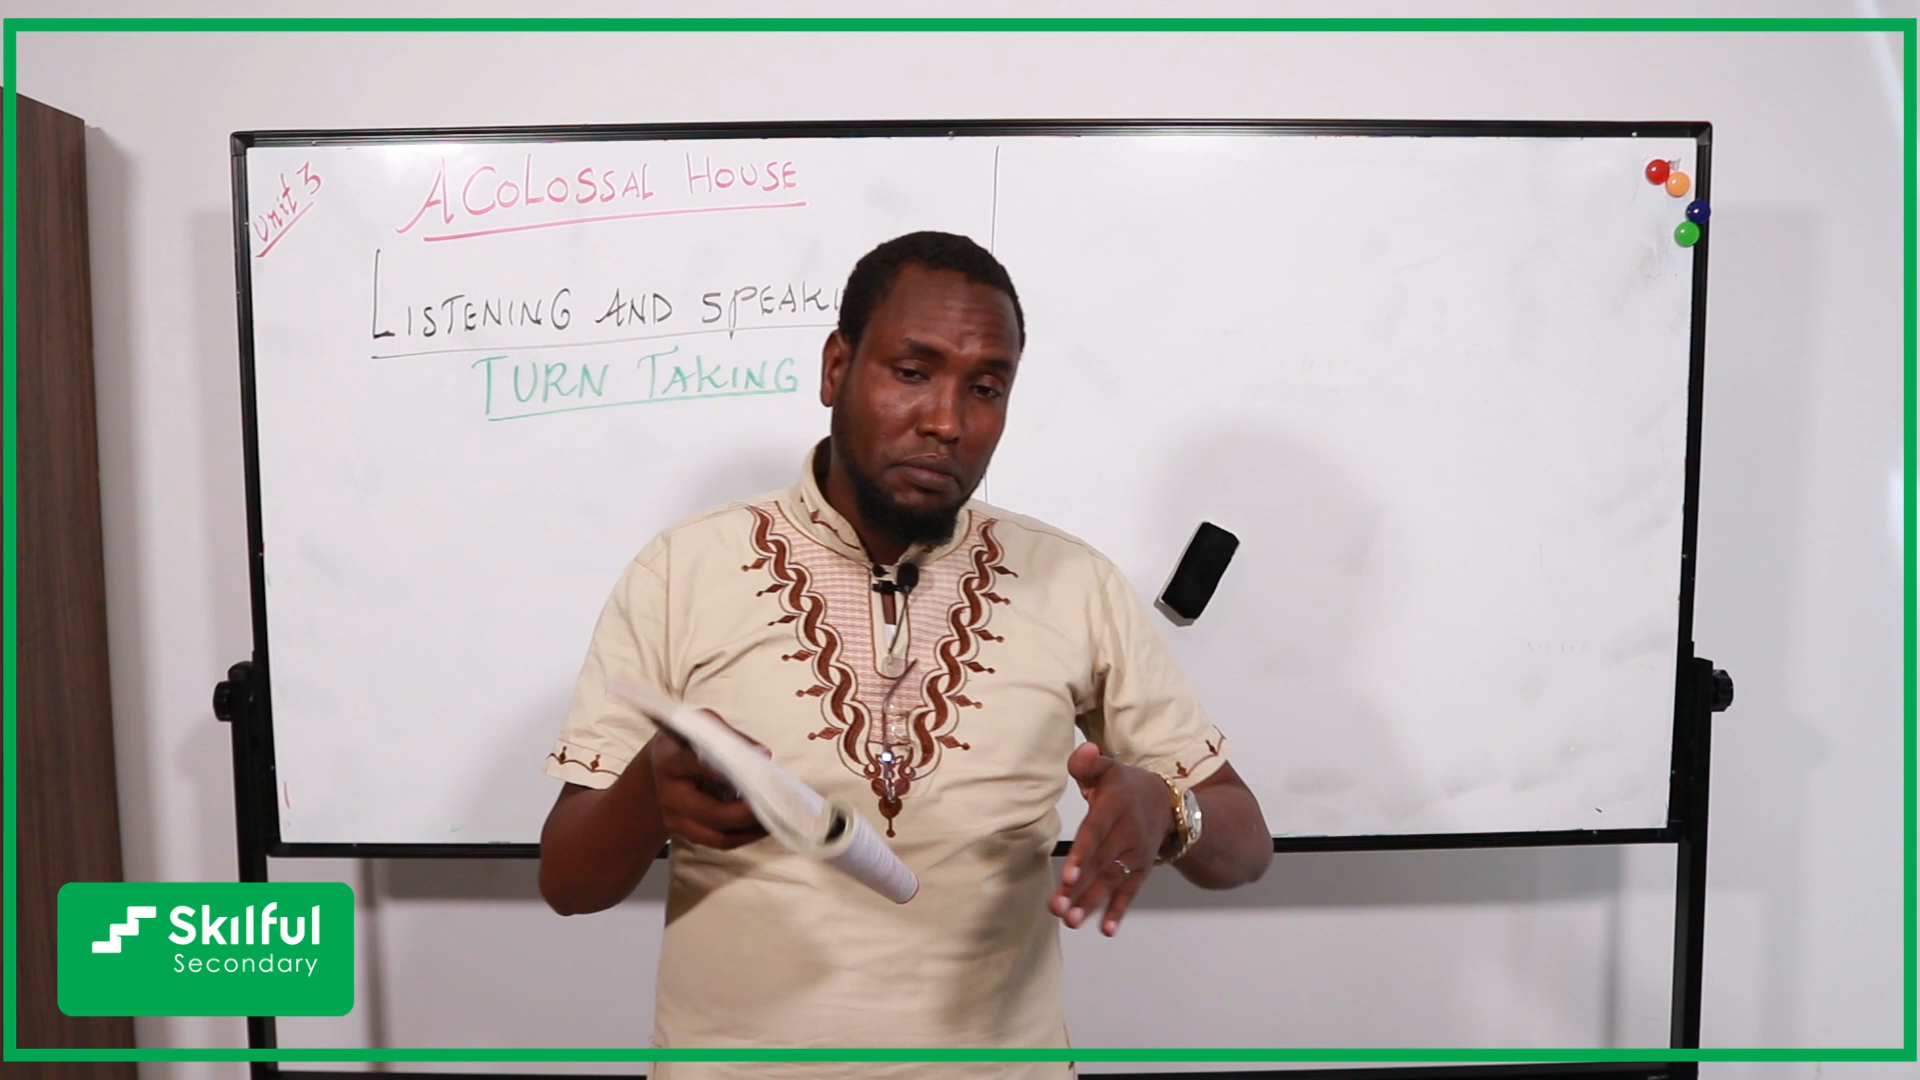 Unit 3
A COLOSSAL HOUSE
LISTENING AND SPEAKI
TURN TAKING
Skilful
Secondary